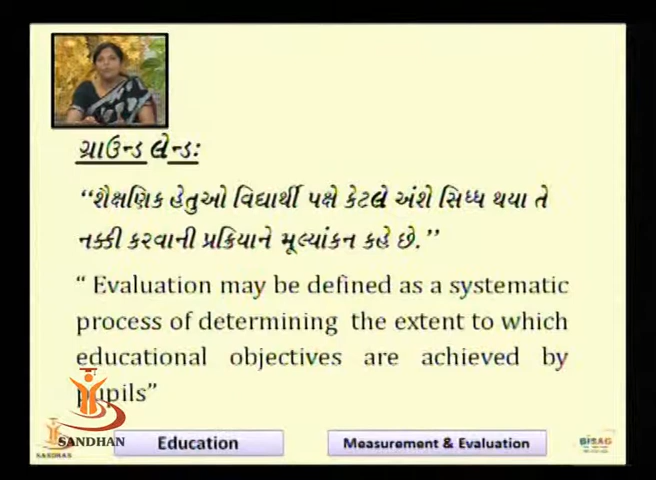 ગ્રાઉન્ડ લેન્ડઃ
‘‘શૈક્ષણિક હેતુઓ વિદ્યાર્થી પક્ષે કેટલે અંશે સિધ્ધ થયા તે
નક્કી કરવાની પ્રક્રિયાને મૂલ્યાંકન કહે છે.’’
“ Evaluation may be defined as a systematic
process of determining the extent to which
educational objectives are achieved by
pupils”
SANDHAN
SANDHAN
Education
Measurement & Evaluation
BISAG